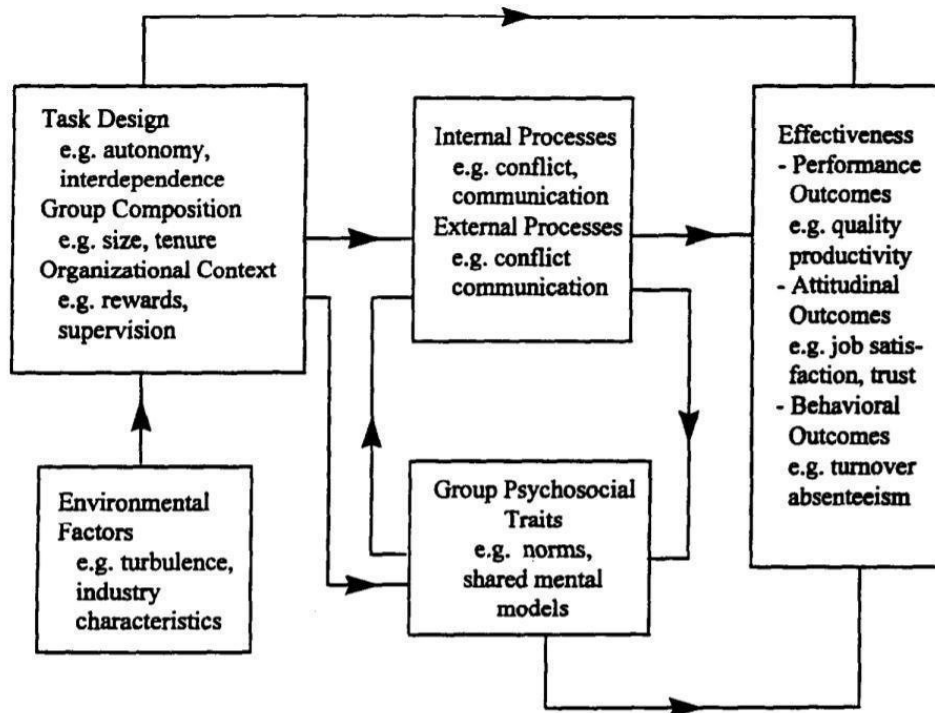 Task Design
e.g. autonomy,
interdependence
Group Composition
e.g. size, tenure
Organizational Context
e.g. rewards,
supervision
Environmental
Factors
e.g. turbulence,
industry
characteristics
Internal Processes
e.g. conflict,
communication
External Processes
e.g. conflict
communication
Group Psychosocial
Traits
e.g. norms,
shared mental
models
Effectiveness
- Performance
Outcomes
e.g. quality
productivity
- Attitudinal
Outcomes
e.g. job satis-
faction, trust
- Behavioral
Outcomes
e.g. turnover
absenteeism